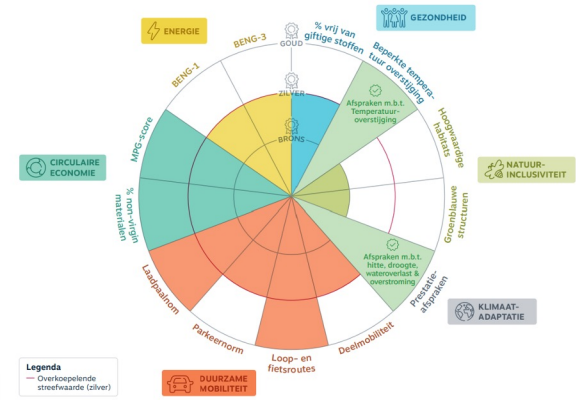 GEZONDHEID
ENERGIE
% vrij van
giftige stoffen
BENG-3
GOUD
Beperkte tempera-
tuur overstijging
BENG-1
ZILVER
Afspraken m.b.t.
Temperatuur-
overstijging
Hoogwaardige
habitats
MPG-score
BRONS
CIRCULAIRE
ECONOMIE
NATUUR-
INCLUSIVITEIT
% non-virgin
materialen
Groenblauwe
structuren
Afspraken m.b.t.
hitte, droogte,
wateroverlast &
overstroming
Prestatie-
afspraken
Laadpaalnom
KLIMAAT-
ADAPTATIE
Parkeernorm
Deelmobiliteit
Loop- en
fietsroutes
Legenda
Overkoepelende
streefwaarde (zilver)
DUURZAME
MOBILITEIT